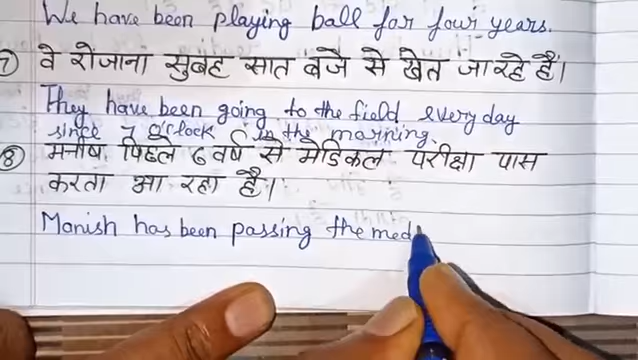 We have been playing ball for four years.
7) वे रोजाना सुबह सात बजे से खेत जा रहे हैं।
They have been going to the field everyday
since 7 o'clock in the morning.
8) मनीष पिछले 6 वर्ष से मेडिकल परीक्षा पास
करता आ रहा है।
Manish has been passing the med